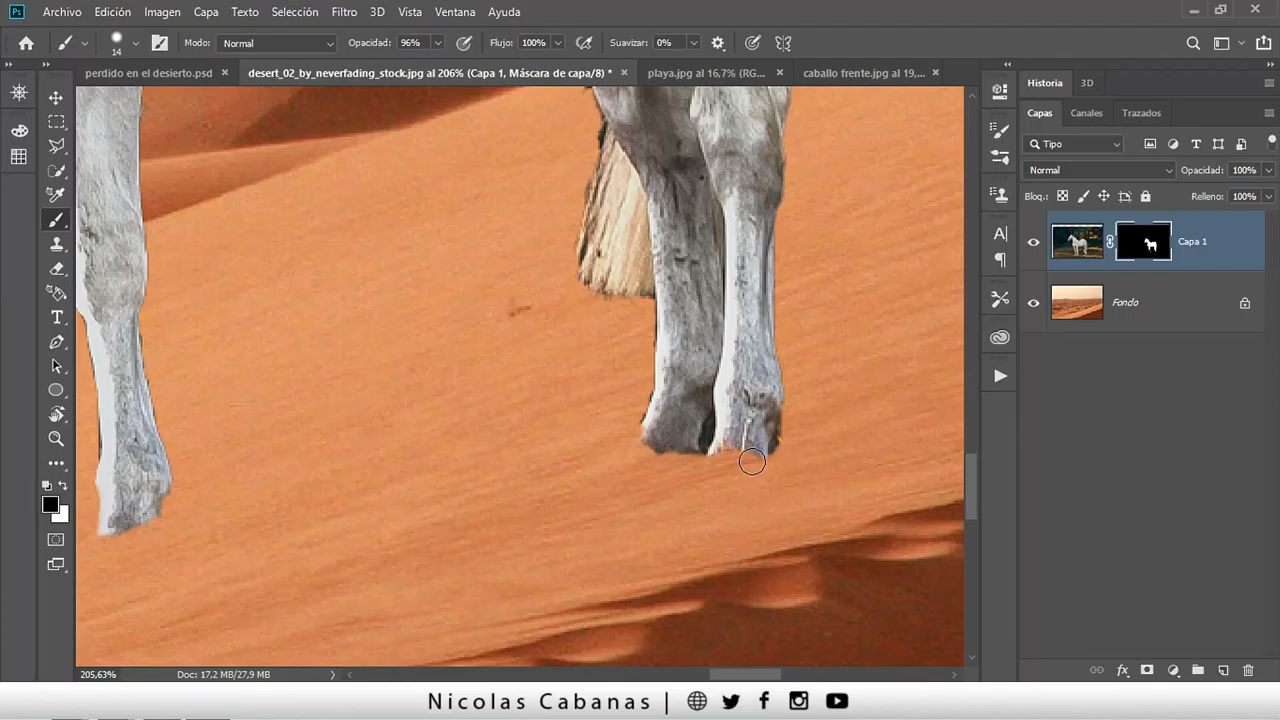 Ps Archivo Edición Imagen Capa Texto Selección Filtro 3D Vista Ventana Ayuda
14 Modo: Normal Opacidad: 96% Flujo: 100% Suavizar: 0%
perdido en el desierto.psd × desert_02_by_neverfading_stock.jpg al 206% (Capa 1, Máscara de capa/8) * × playa.jpg al 16,7% (RG... × caballo frente.jpg al 19,... ×
Historia 3D
Capas Canales Trazados
Tipo
Normal Opacidad: 100%
Bloq.: Relleno: 100%
Capa 1
Fondo
205,63% Doc: 17,2 MB/27,9 MB
Nicolas Cabanas |